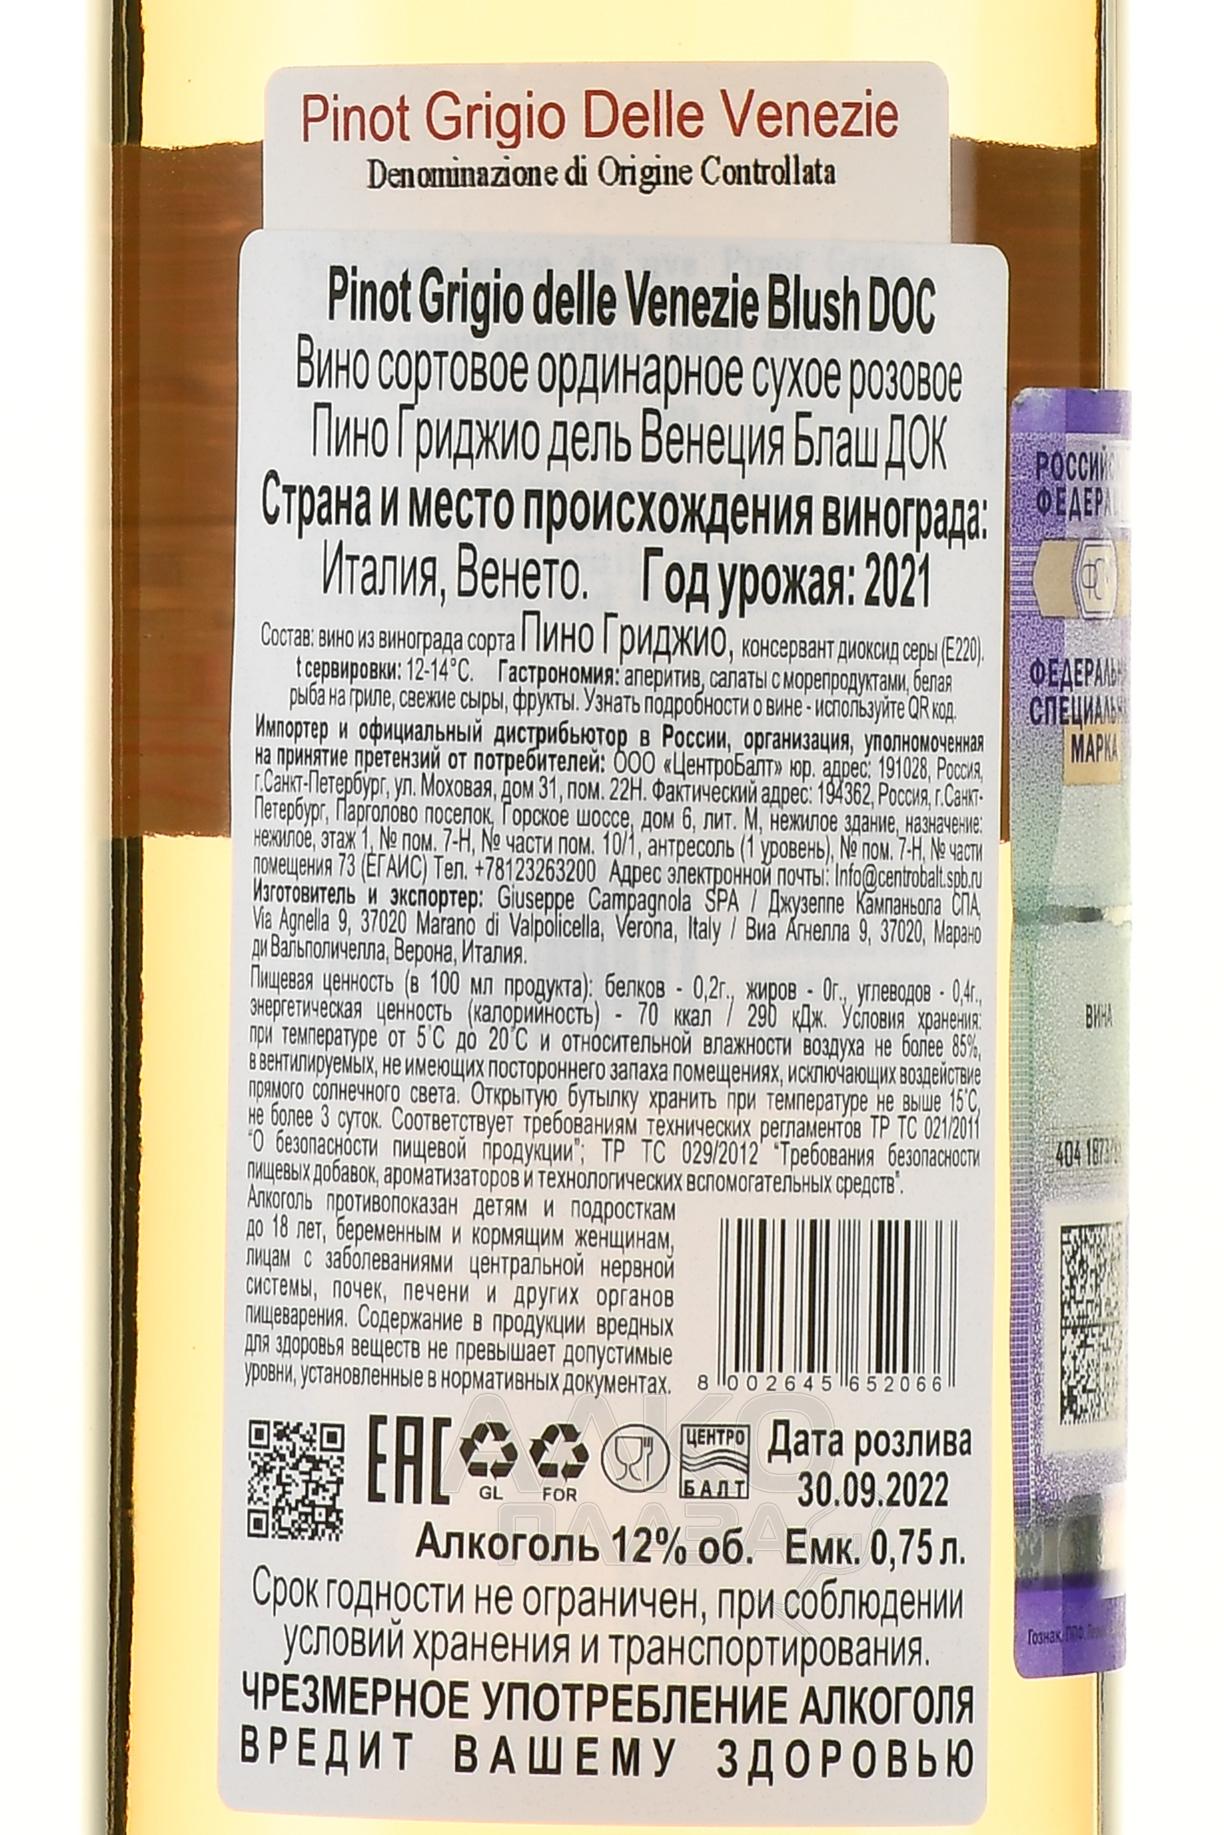 Pinot Grigio Delle Venezie
Denominazione di Origine Controllata
Pinot Grigio delle Venezie Blush DOC
Вино сортовое ординарное сухое розовое
Пино Гриджио дель Венеция Блаш ДОК
Страна и место происхождения винограда:
Италия, Венето. Год урожая: 2021
Состав: вино из винограда сорта Пино Гриджио, консервант диоксид серы (Е220).
t сервировки: 12-14°С. Гастрономия: аперитив, салаты с морепродуктами, белая
рыба на гриле, свежие сыры, фрукты. Узнать подробности о вине - используйте QR код.
Импортер и официальный дистрибьютор в России, организация, уполномоченная
на принятие претензий от потребителей: ООО «ЦентроБалт» юр. адрес: 191028, Россия,
г.Санкт-Петербург, ул. Моховая, дом 31, пом. 22Н. Фактический адрес: 194362, Россия, г.Санкт-
Петербург, Парголово поселок, Горское шоссе, дом 6, лит. М, нежилое здание, назначение:
нежилое, этаж 1, № пом. 7-Н, № части пом. 10/1, антресоль (1 уровень), № пом. 7-Н, № части
помещения 73 (ЕГАИС) Тел. +78123263200 Адрес электронной почты: Info@centrobalt.spb.ru
Изготовитель и экспортер: Giuseppe Campagnola SPA / Джузеппе Кампаньола СПА,
Via Agnella 9, 37020 Marano di Valpolicella, Verona, Italy / Виа Агнелла 9, 37020, Марано
ди Вальполичелла, Верона, Италия.
Пищевая ценность (в 100 мл продукта): белков - 0,2г., жиров - 0г., углеводов - 0,4г.,
энергетическая ценность (калорийность) - 70 ккал / 290 кДж. Условия хранения:
при температуре от 5°С до 20°С и относительной влажности воздуха не более 85%,
в вентилируемых, не имеющих постороннего запаха помещениях, исключающих воздействие
прямого солнечного света. Открытую бутылку хранить при температуре не выше 15°С,
не более 3 суток. Соответствует требованиям технических регламентов ТР ТС 021/2011
"О безопасности пищевой продукции"; ТР ТС 029/2012 "Требования безопасности
пищевых добавок, ароматизаторов и технологических вспомогательных средств".
Алкоголь противопоказан детям и подросткам
до 18 лет, беременным и кормящим женщинам,
лицам с заболеваниями центральной нервной
системы, почек, печени и других органов
пищеварения. Содержание в продукции вредных
для здоровья веществ не превышает допустимые
уровни, установленные в нормативных документах.
8 002645 652066
EAC
GL
FOR
ЦЕНТРО
БАЛТ
Дата розлива
30.09.2022
Алкоголь 12% об. Емк. 0,75 л.
Срок годности не ограничен, при соблюдении
условий хранения и транспортирования.
ЧРЕЗМЕРНОЕ УПОТРЕБЛЕНИЕ АЛКОГОЛЯ
ВРЕДИТ ВАШЕМУ ЗДОРОВЬЮ
РОССИЙС
ФЕДЕРА
ФСМ
ФЕДЕРАЛЬН
СПЕЦИАЛЬН
МАРКА
ВИНА
404
Гознак
АЛКО
ПЛАЗА